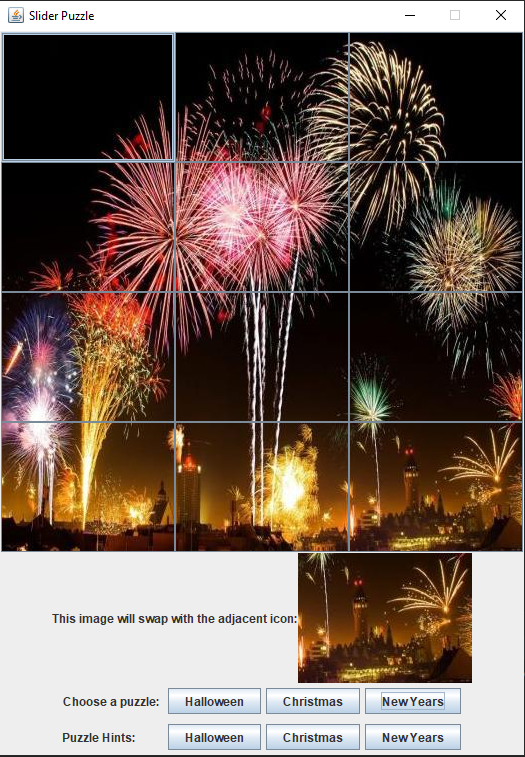 Slider Puzzle
This image will swap with the adjacent icon:
Choose a puzzle: Halloween Christmas NewYears
Puzzle Hints: Halloween Christmas NewYears